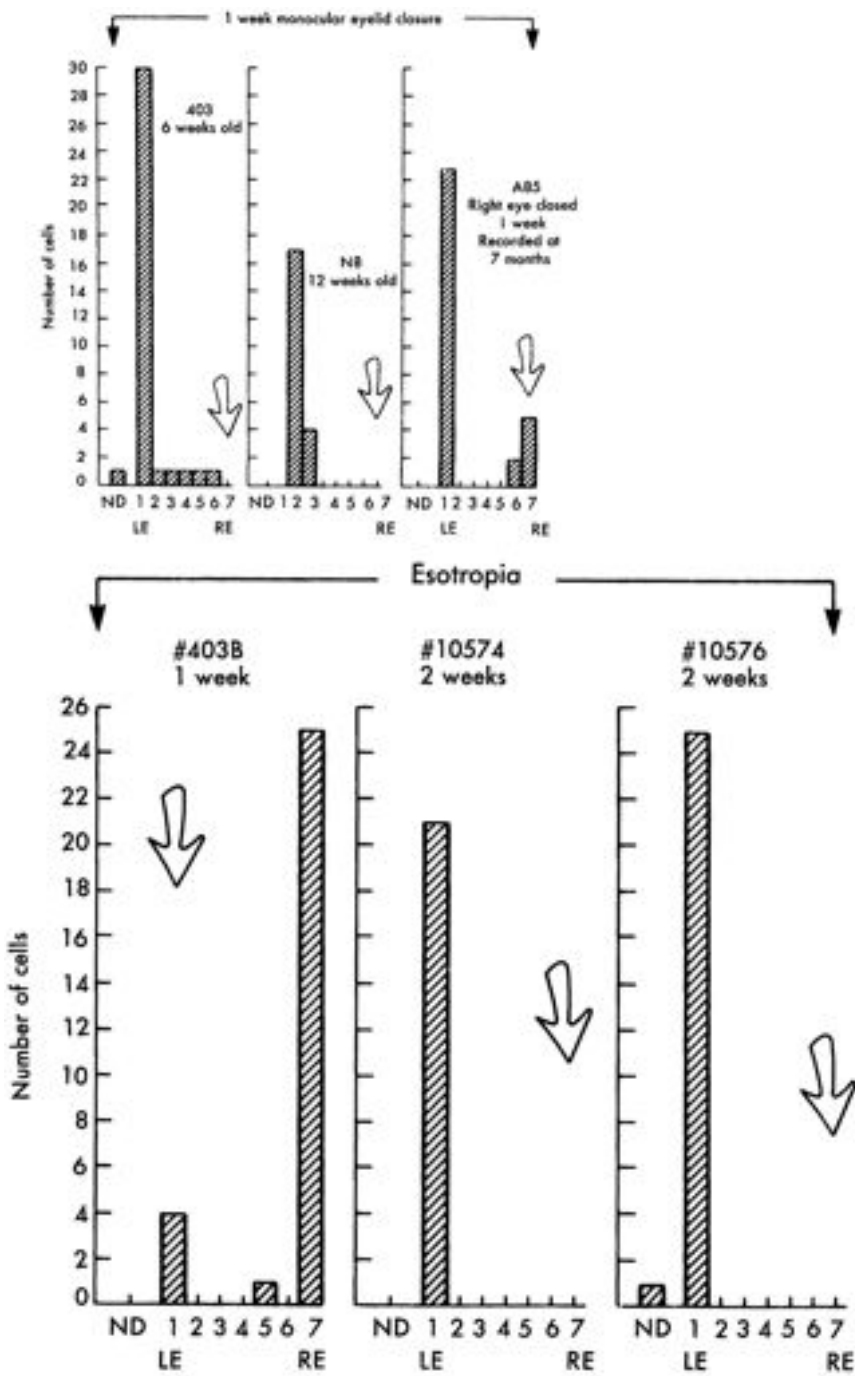 1 week monocular eyelid closure
Number of cells
30
28
26
24
22
20
18
16
14
12
10
8
6
4
2
0
403
6 weeks old
NB
12 weeks old
AB5
Right eye closed
1 week
Recorded at
7 months
ND 1 2 3 4 5 6 7
LE RE
ND 1 2 3 4 5 6 7
RE
ND 1 2 3 4 5 6 7
LE RE
Esotropia
#403B
1 week
#10574
2 weeks
#10576
2 weeks
Number of cells
26
24
22
20
18
16
14
12
10
8
6
4
2
0
ND 1 2 3 4 5 6 7
LE RE
ND 1 2 3 4 5 6 7
LE RE
ND 1 2 3 4 5 6 7
LE RE